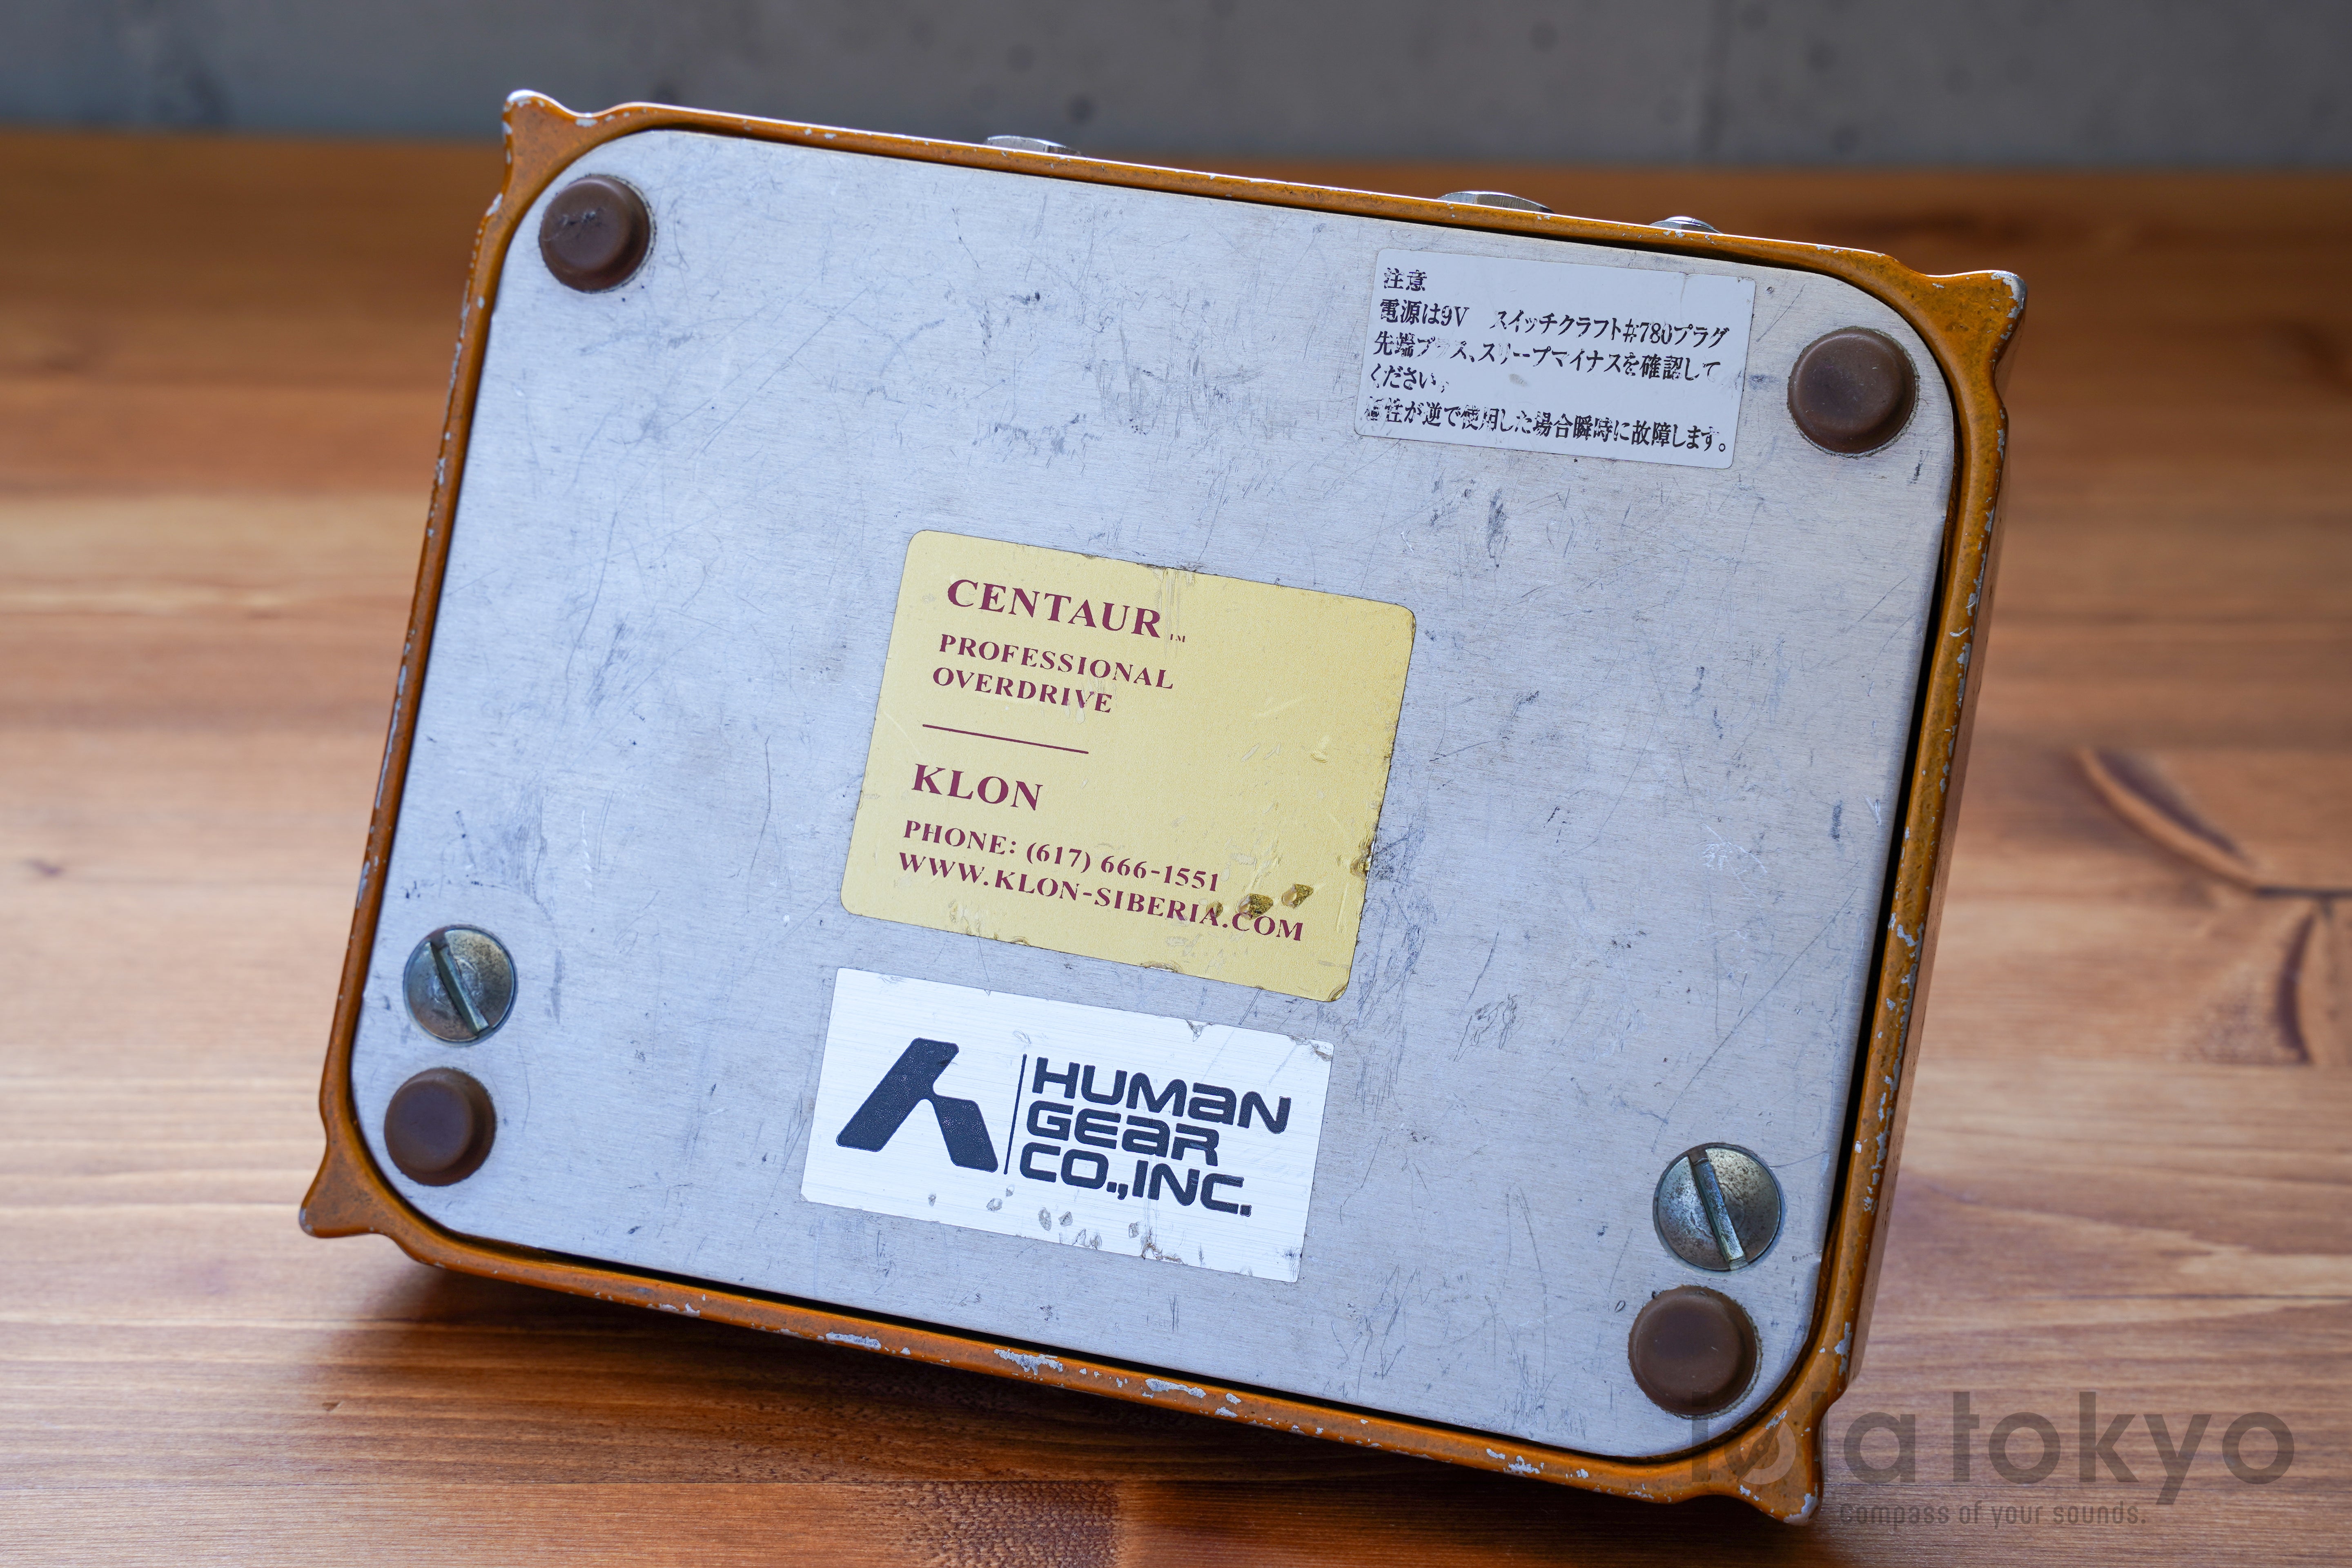 注意
電源は9V スイッチクラフト#780プラグ
先端プ ス、スリーブマイナスを確認して
ください。
性が逆で使用した場合瞬時に故障します。
CENTAUR™
PROFESSIONAL
OVERDRIVE
KLON
PHONE: (617) 666-1551
WWW.KLON-SIBERIA.COM
HUMAN
GEAR
CO.,INC.
lola tokyo
Compass of your sounds.